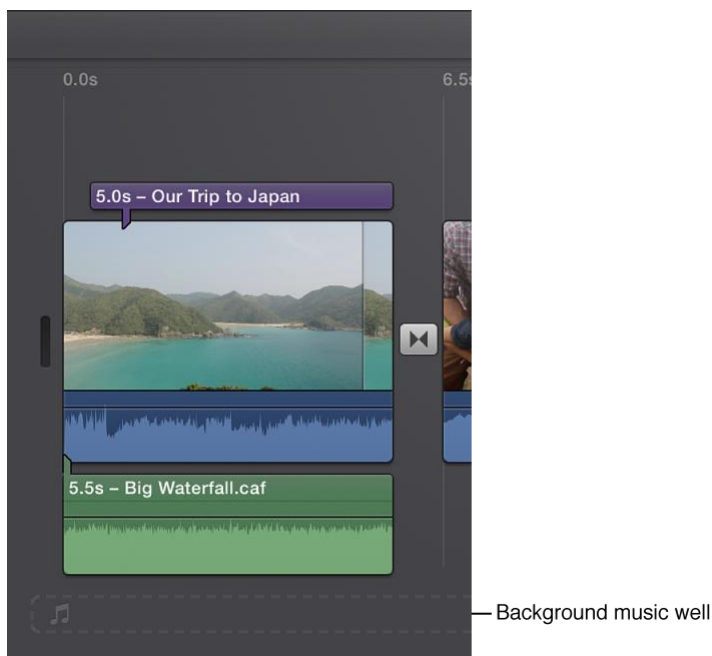 0.0s
6.5s
5.0s – Our Trip to Japan
5.5s – Big Waterfall.caf
Background music well